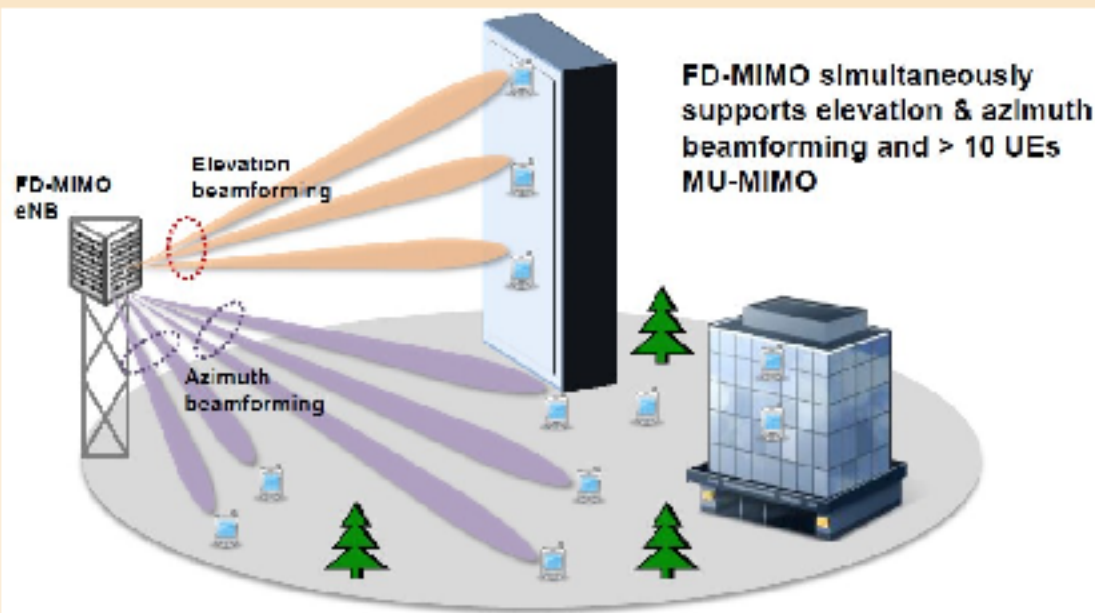 FD-MIMO simultaneously
supports elevation & azimuth
beamforming and > 10 UEs
MU-MIMO
Elevation
beamforming
FD-MIMO
eNB
Azimuth
beamforming